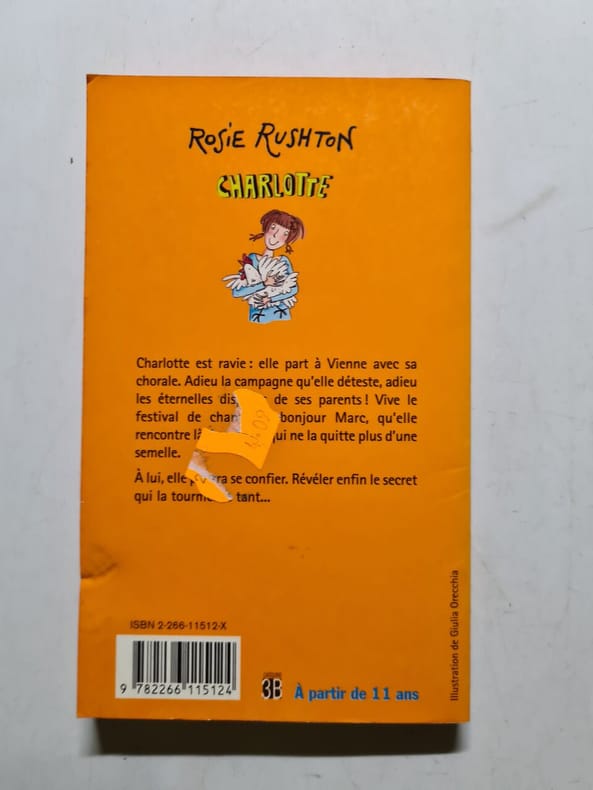 ROSIE RUSHTON
CHARLOTTE
Charlotte est ravie : elle part à Vienne avec sa
chorale. Adieu la campagne qu'elle déteste, adieu
les éternelles de ses parents ! Vive le
festival de bonjour Marc, qu'elle
rencontre ne la quitte plus d'une
semelle.
À lui, elle se confier. Révéler enfin le secret
qui la tant...
ISBN 2-266-11512-X
9 782266 115124
3B
À partir de 11 ans
Illustration de Giulia Orecchia